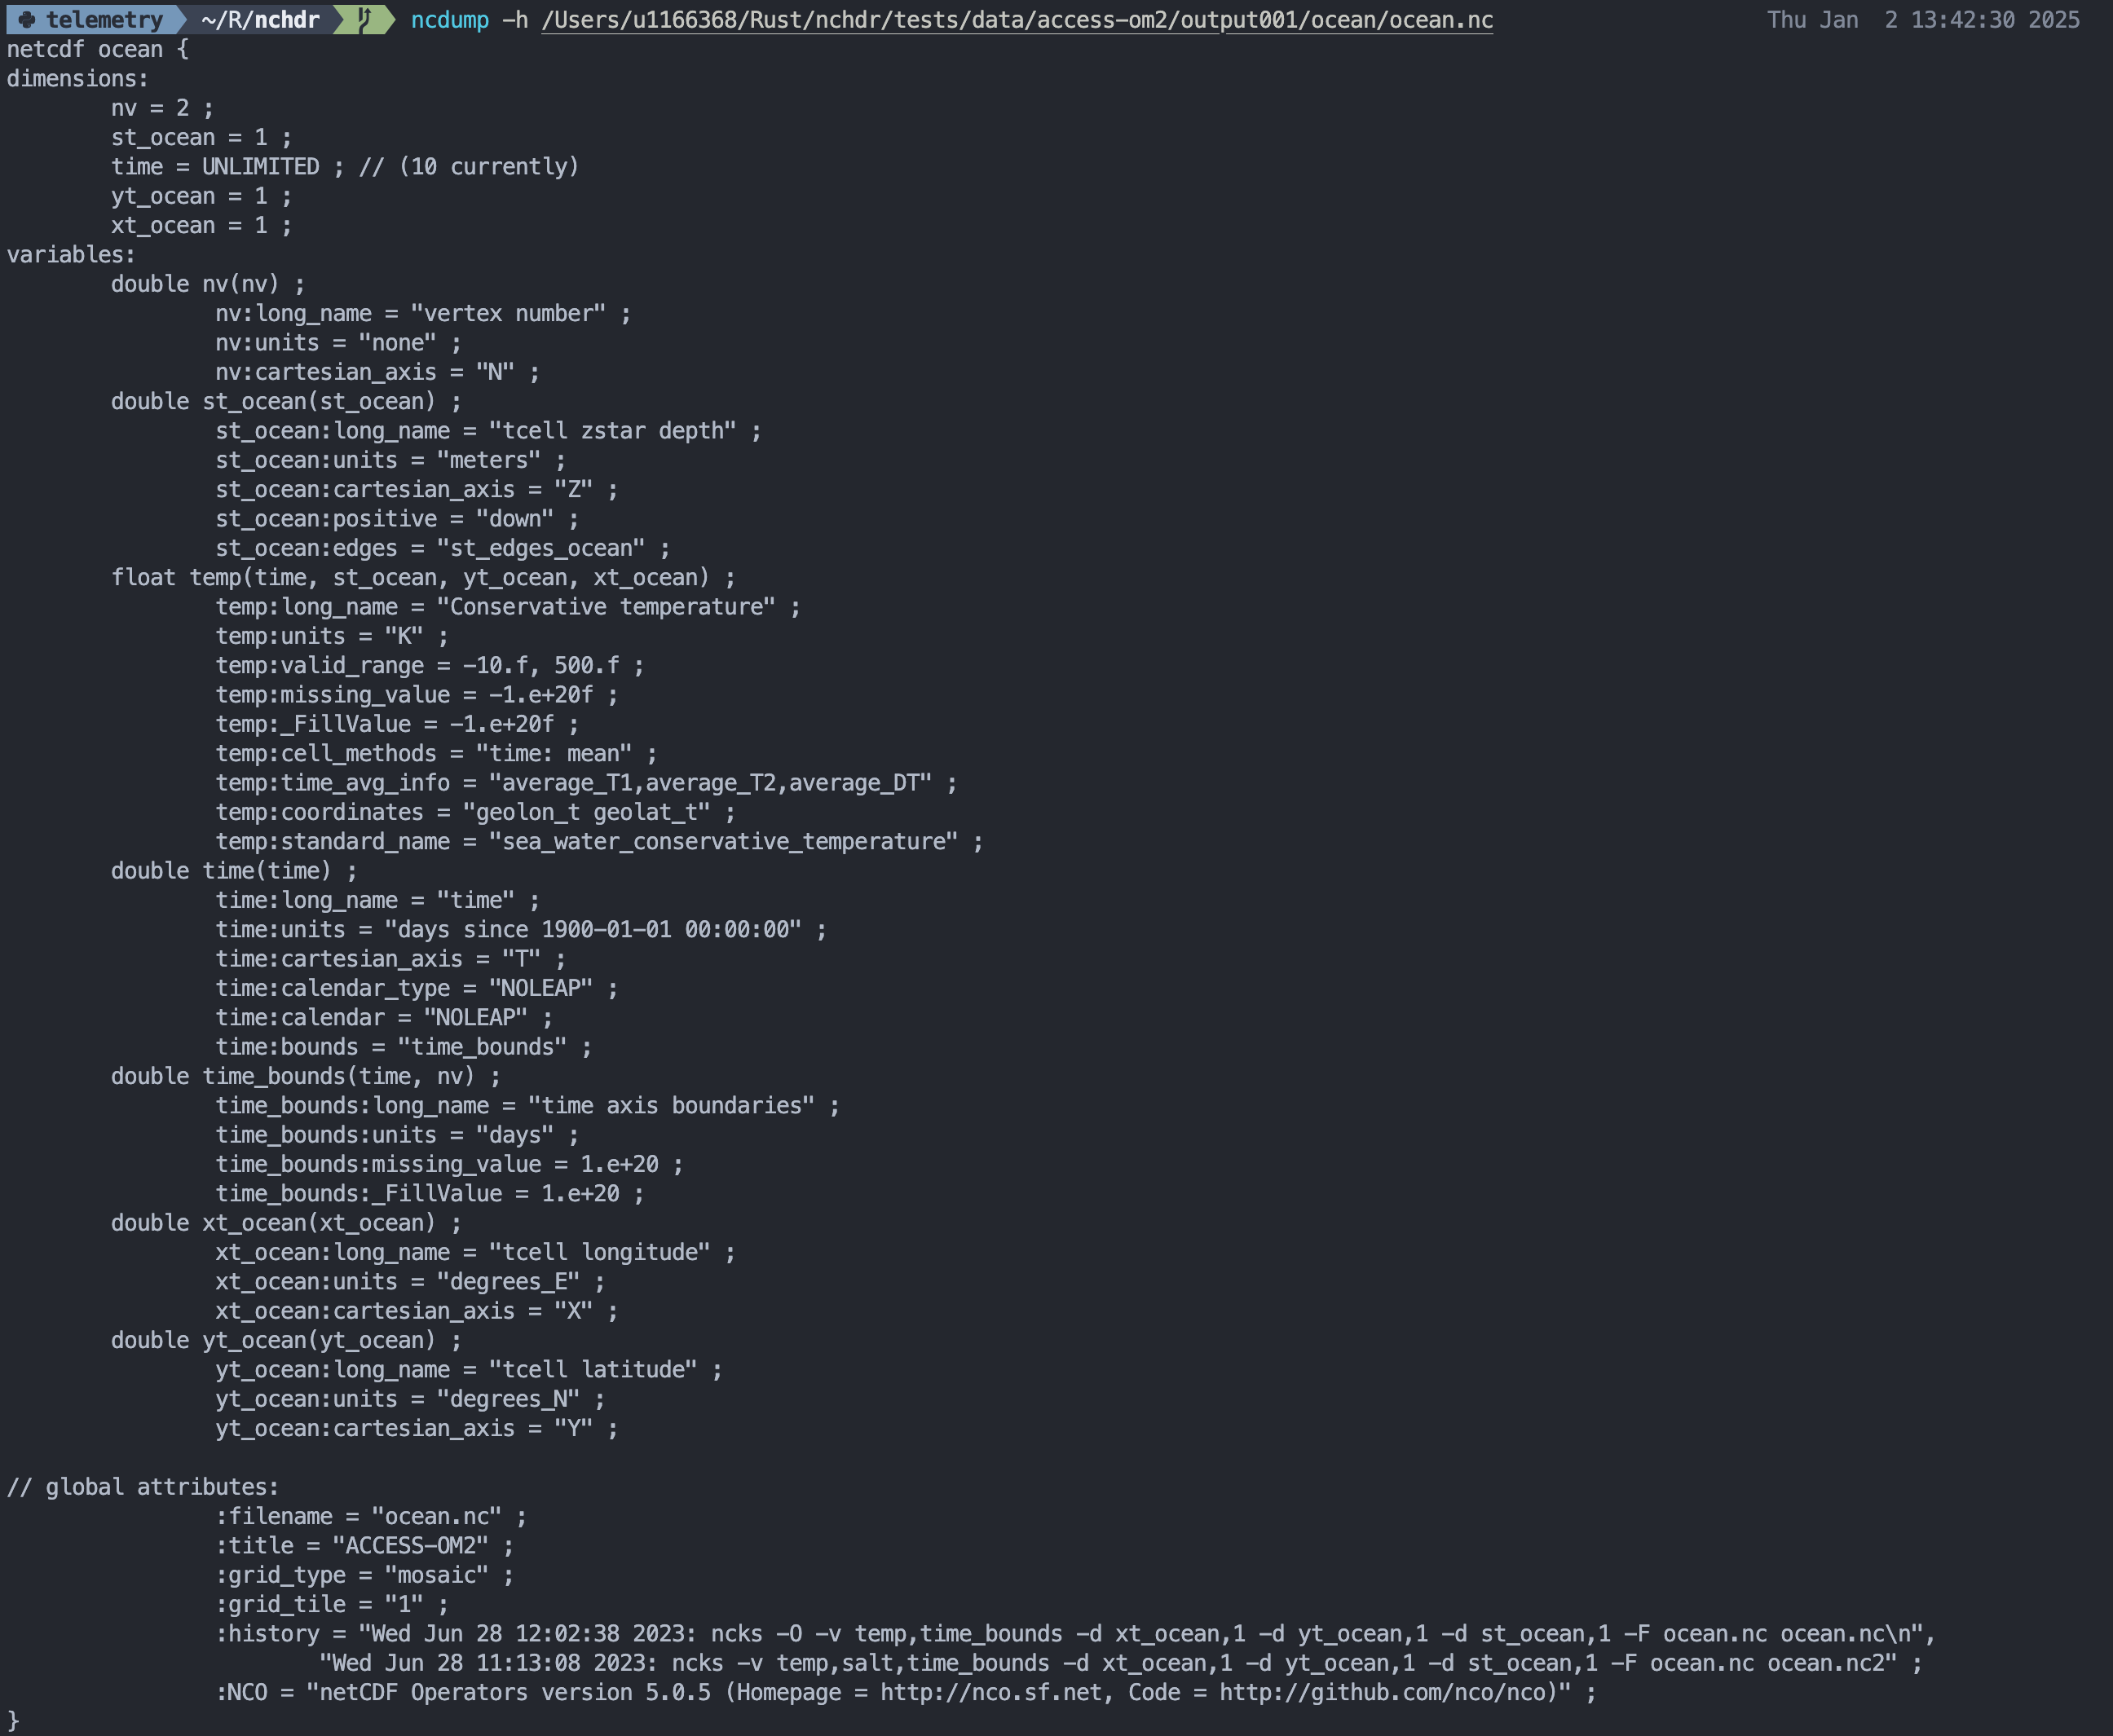 telemetry ~/R/nchdr ncdump -h /Users/u1166368/Rust/nchdr/tests/data/access-om2/output001/ocean/ocean.nc Thu Jan  2 13:42:30 2025
netcdf ocean {
dimensions:
        nv = 2 ;
        st_ocean = 1 ;
        time = UNLIMITED ; // (10 currently)
        yt_ocean = 1 ;
        xt_ocean = 1 ;
variables:
        double nv(nv) ;
                nv:long_name = "vertex number" ;
                nv:units = "none" ;
                nv:cartesian_axis = "N" ;
        double st_ocean(st_ocean) ;
                st_ocean:long_name = "tcell zstar depth" ;
                st_ocean:units = "meters" ;
                st_ocean:cartesian_axis = "Z" ;
                st_ocean:positive = "down" ;
                st_ocean:edges = "st_edges_ocean" ;
        float temp(time, st_ocean, yt_ocean, xt_ocean) ;
                temp:long_name = "Conservative temperature" ;
                temp:units = "K" ;
                temp:valid_range = -10.f, 500.f ;
                temp:missing_value = -1.e+20f ;
                temp:_FillValue = -1.e+20f ;
                temp:cell_methods = "time: mean" ;
                temp:time_avg_info = "average_T1,average_T2,average_DT" ;
                temp:coordinates = "geolon_t geolat_t" ;
                temp:standard_name = "sea_water_conservative_temperature" ;
        double time(time) ;
                time:long_name = "time" ;
                time:units = "days since 1900-01-01 00:00:00" ;
                time:cartesian_axis = "T" ;
                time:calendar_type = "NOLEAP" ;
                time:calendar = "NOLEAP" ;
                time:bounds = "time_bounds" ;
        double time_bounds(time, nv) ;
                time_bounds:long_name = "time axis boundaries" ;
                time_bounds:units = "days" ;
                time_bounds:missing_value = 1.e+20 ;
                time_bounds:_FillValue = 1.e+20 ;
        double xt_ocean(xt_ocean) ;
                xt_ocean:long_name = "tcell longitude" ;
                xt_ocean:units = "degrees_E" ;
                xt_ocean:cartesian_axis = "X" ;
        double yt_ocean(yt_ocean) ;
                yt_ocean:long_name = "tcell latitude" ;
                yt_ocean:units = "degrees_N" ;
                yt_ocean:cartesian_axis = "Y" ;

// global attributes:
                :filename = "ocean.nc" ;
                :title = "ACCESS-OM2" ;
                :grid_type = "mosaic" ;
                :grid_tile = "1" ;
                :history = "Wed Jun 28 12:02:38 2023: ncks -O -v temp,time_bounds -d xt_ocean,1 -d yt_ocean,1 -d st_ocean,1 -F ocean.nc ocean.nc\n",
                        "Wed Jun 28 11:13:08 2023: ncks -v temp,salt,time_bounds -d xt_ocean,1 -d yt_ocean,1 -d st_ocean,1 -F ocean.nc ocean.nc2" ;
                :NCO = "netCDF Operators version 5.0.5 (Homepage = http://nco.sf.net, Code = http://github.com/nco/nco)" ;
}